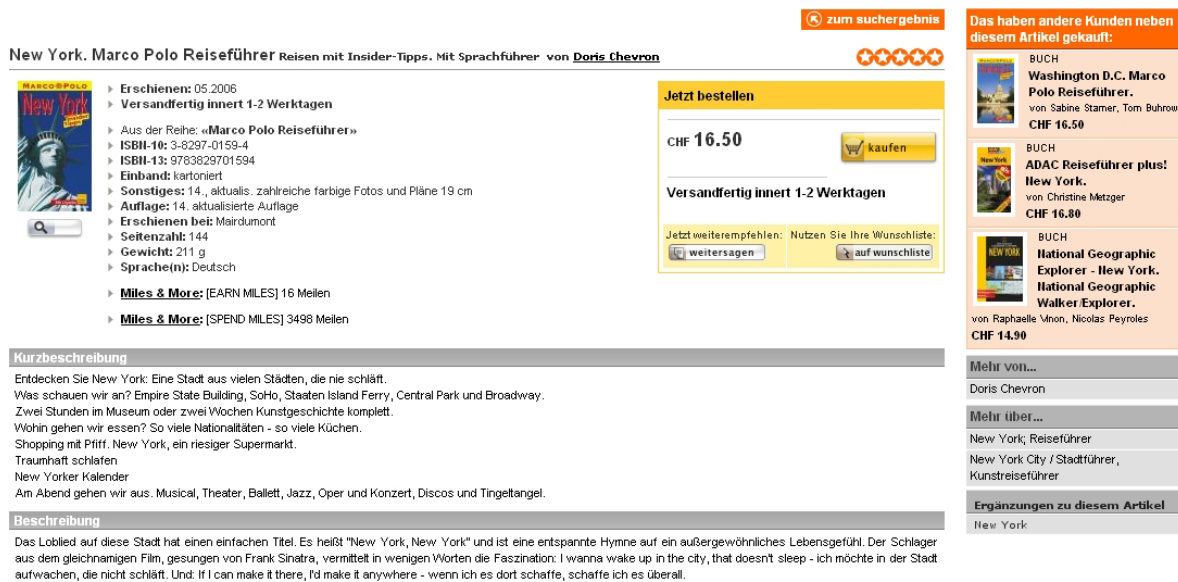 zum suchergebnis
New York. Marco Polo Reiseführer Reisen mit Insider-Tipps. Mit Sprachführer von Doris Chevron
MARCO POLO
New York
Erschienen: 05.2006
Versandfertig innert 1-2 Werktagen
Aus der Reihe: «Marco Polo Reiseführer»
ISBN-10: 3-8297-0159-4
ISBN-13: 9783829701594
Einband: kartoniert
Sonstiges: 14., aktualis. zahlreiche farbige Fotos und Pläne 19 cm
Auflage: 14. aktualisierte Auflage
Erschienen bei: Mairdumont
Seitenzahl: 144
Gewicht: 211 g
Sprache(n): Deutsch
Miles & More: [EARN MILES] 16 Meilen
Miles & More: [SPEND MILES] 3498 Meilen
Jetzt bestellen
CHF 16.50
kaufen
Versandfertig innert 1-2 Werktagen
Jetzt weiterempfehlen: Nutzen Sie Ihre Wunschliste:
weitersagen auf wunschliste
Kurzbeschreibung
Entdecken Sie New York: Eine Stadt aus vielen Städten, die nie schläft.
Was schauen wir an? Empire State Building, SoHo, Staaten Island Ferry, Central Park und Broadway.
Zwei Stunden im Museum oder zwei Wochen Kunstgeschichte komplett.
Wohin gehen wir essen? So viele Nationalitäten - so viele Küchen.
Shopping mit Pfiff. New York, ein riesiger Supermarkt.
Traumhaft schlafen
New Yorker Kalender
Am Abend gehen wir aus. Musical, Theater, Ballett, Jazz, Oper und Konzert, Discos und Tingeltangel.
Beschreibung
Das Loblied auf diese Stadt hat einen einfachen Titel. Es heißt "New York, New York" und ist eine entspannte Hymne auf ein außergewöhnliches Lebensgefühl. Der Schlager
aus dem gleichnamigen Film, gesungen von Frank Sinatra, vermittelt in wenigen Worten die Faszination: I wanna wake up in the city, that doesn't sleep - ich möchte in der Stadt
aufwachen, die nicht schläft. Und: If I can make it there, I'd make it anywhere - wenn ich es dort schaffe, schaffe ich es überall.
Das haben andere Kunden neben
diesem Artikel gekauft:
BUCH
Washington D.C. Marco
Polo Reiseführer.
von Sabine Stamer, Tom Buhrow
CHF 16.50
BUCH
ADAC Reiseführer plus!
New York.
von Christine Metzger
CHF 16.80
NEW YORK
BUCH
National Geographic
Explorer - New York.
National Geographic
Walker/Explorer.
von Raphaelle Vinon, Nicolas Peyroles
CHF 14.90
Mehr von...
Doris Chevron
Mehr über...
New York; Reiseführer
New York City / Stadtführer,
Kunstreiseführer
Ergänzungen zu diesem Artikel
New York